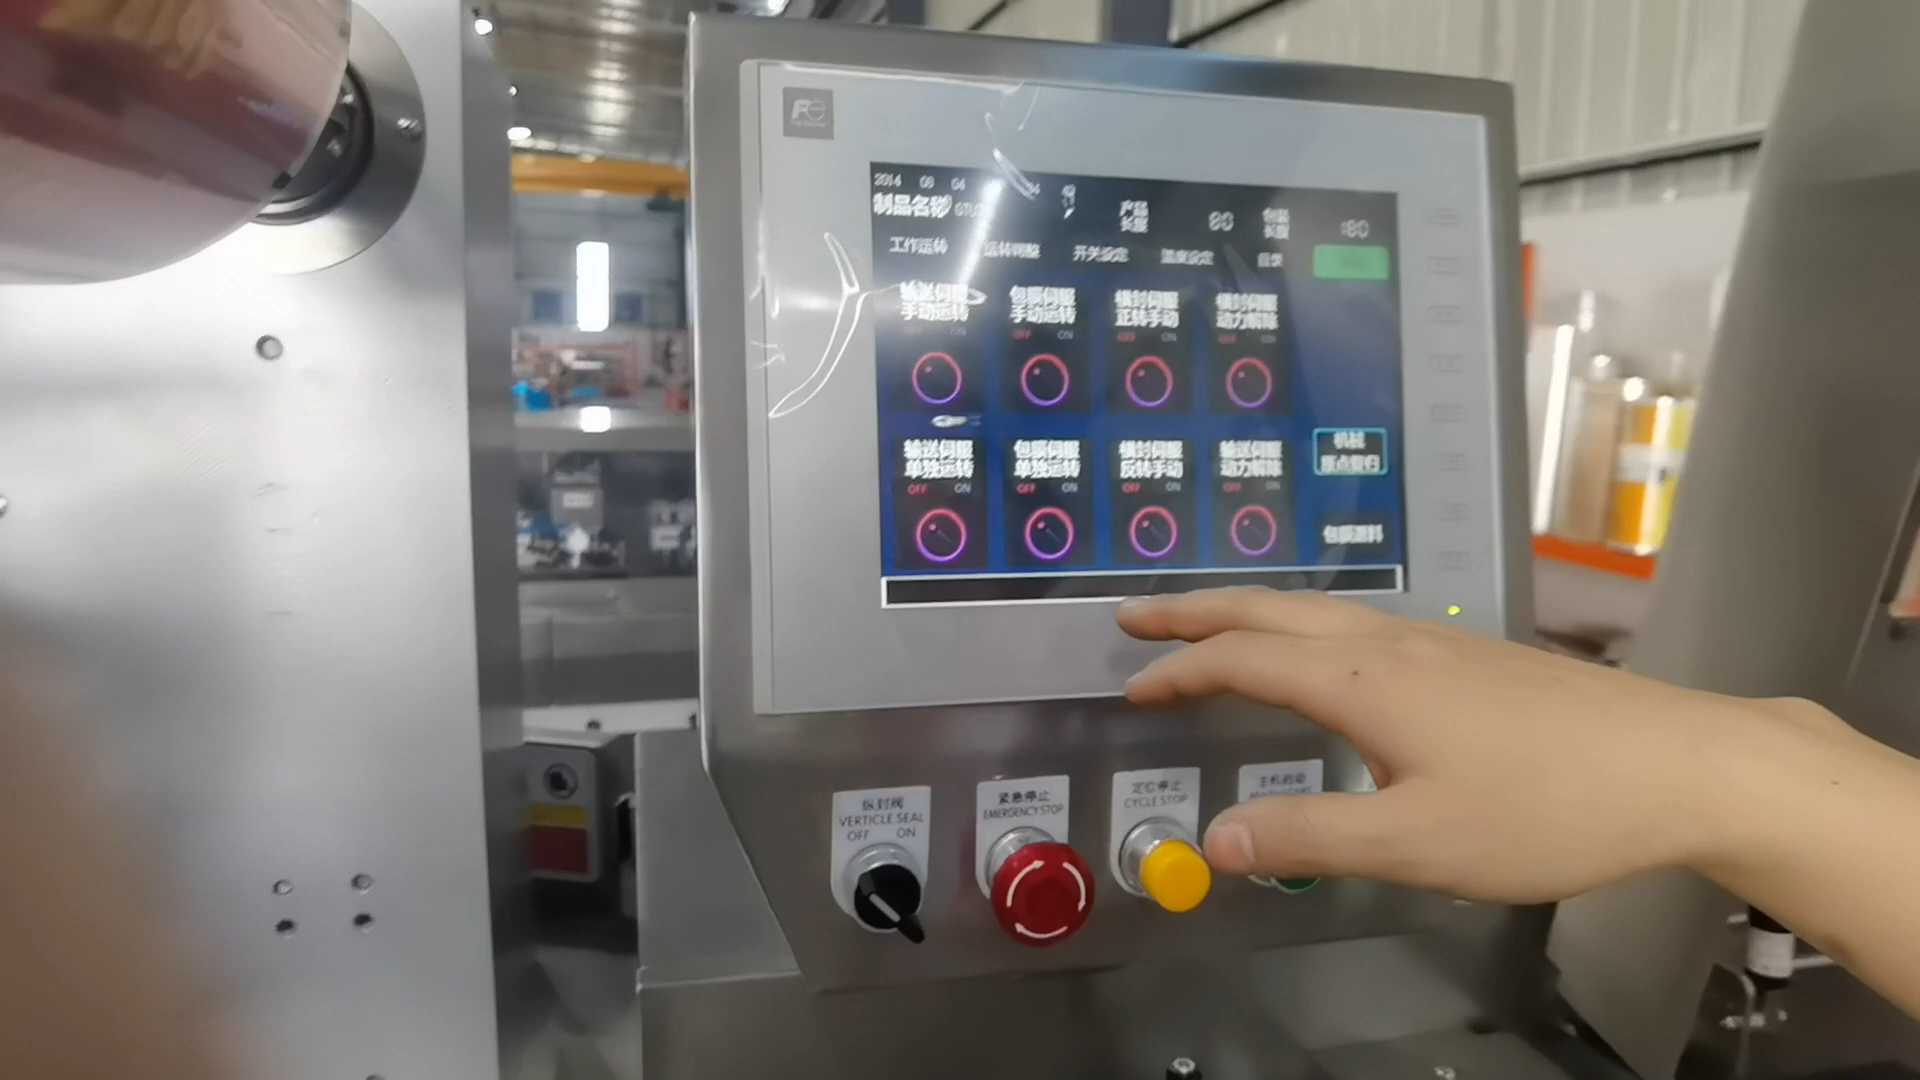 2014 08 04
制品名称
产品长度 80 包装长度 180
工作运转 运转调整 开关设定 温度设定 目录
输送伺服手动运转 包膜伺服手动运转 横封伺服正转手动 横封伺服动力解除
OFF ON OFF ON OFF ON OFF ON
输送伺服单独运转 包膜伺服单独运转 横封伺服反转手动 输送伺服动力解除
OFF ON OFF ON OFF ON OFF ON
机械原点复归
包膜
纵封阀
VERTICLE SEAL
OFF ON
紧急停止
EMERGENCY STOP
定位停止
CYCLE STOP
主机启动